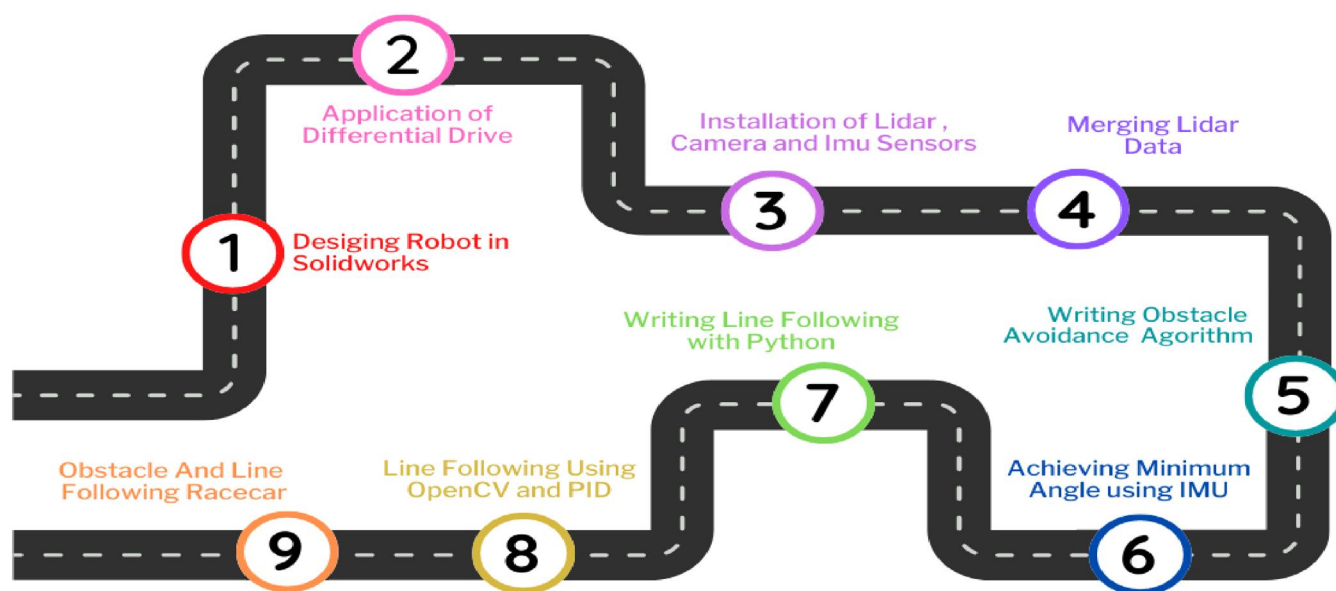 1
Desiging Robot in
Solidworks
2
Application of
Differential Drive
3
Installation of Lidar ,
Camera and Imu Sensors
4
Merging Lidar
Data
5
Writing Obstacle
Avoidance Agorithm
6
Achieving Minimum
Angle using IMU
7
Writing Line Following
with Python
8
Line Following Using
OpenCV and PID
9
Obstacle And Line
Following Racecar